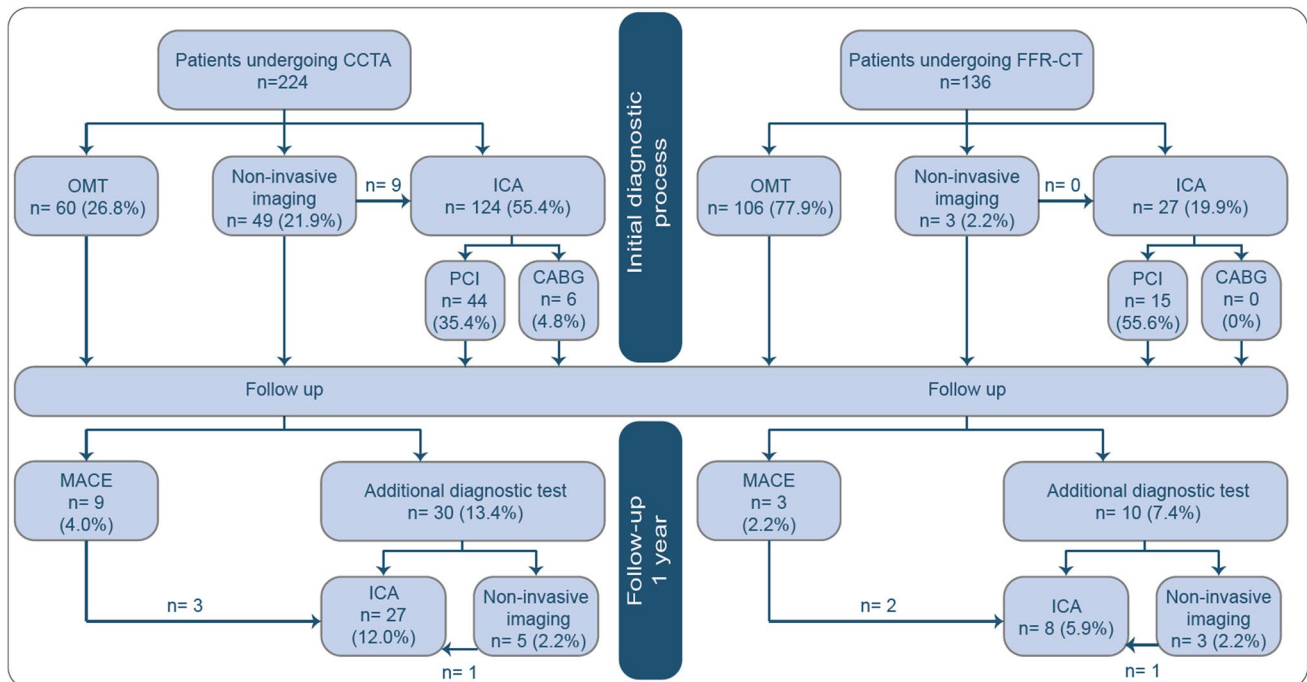 Patients undergoing CCTA
n=224
OMT
n= 60 (26.8%)
Non-invasive
imaging
n= 49 (21.9%)
n= 9
ICA
n= 124 (55.4%)
PCI
n= 44
(35.4%)
CABG
n= 6
(4.8%)
Initial diagnostic
process
Patients undergoing FFR-CT
n=136
OMT
n= 106 (77.9%)
Non-invasive
imaging
n= 3 (2.2%)
n= 0
ICA
n= 27 (19.9%)
PCI
n= 15
(55.6%)
CABG
n= 0
(0%)
Follow up
Follow up
MACE
n= 9
(4.0%)
Additional diagnostic test
n= 30 (13.4%)
n= 3
ICA
n= 27
(12.0%)
Non-invasive
imaging
n= 5 (2.2%)
n= 1
Follow-up
1 year
MACE
n= 3
(2.2%)
Additional diagnostic test
n= 10 (7.4%)
n= 2
ICA
n= 8 (5.9%)
Non-invasive
imaging
n= 3 (2.2%)
n= 1